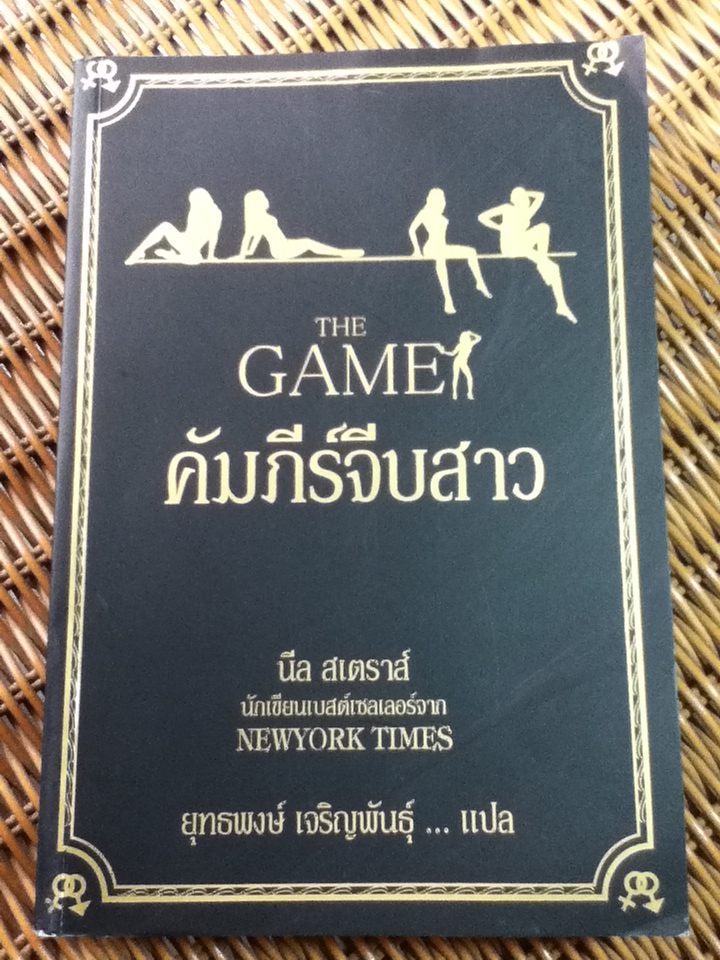 THE
GAME
คัมภีร์จีบสาว
นีล สเตราส์
นักเขียนเบสต์เซลเลอร์จาก
NEWYORK TIMES
ยุทธพงษ์ เจริญพันธุ์ ... แปล